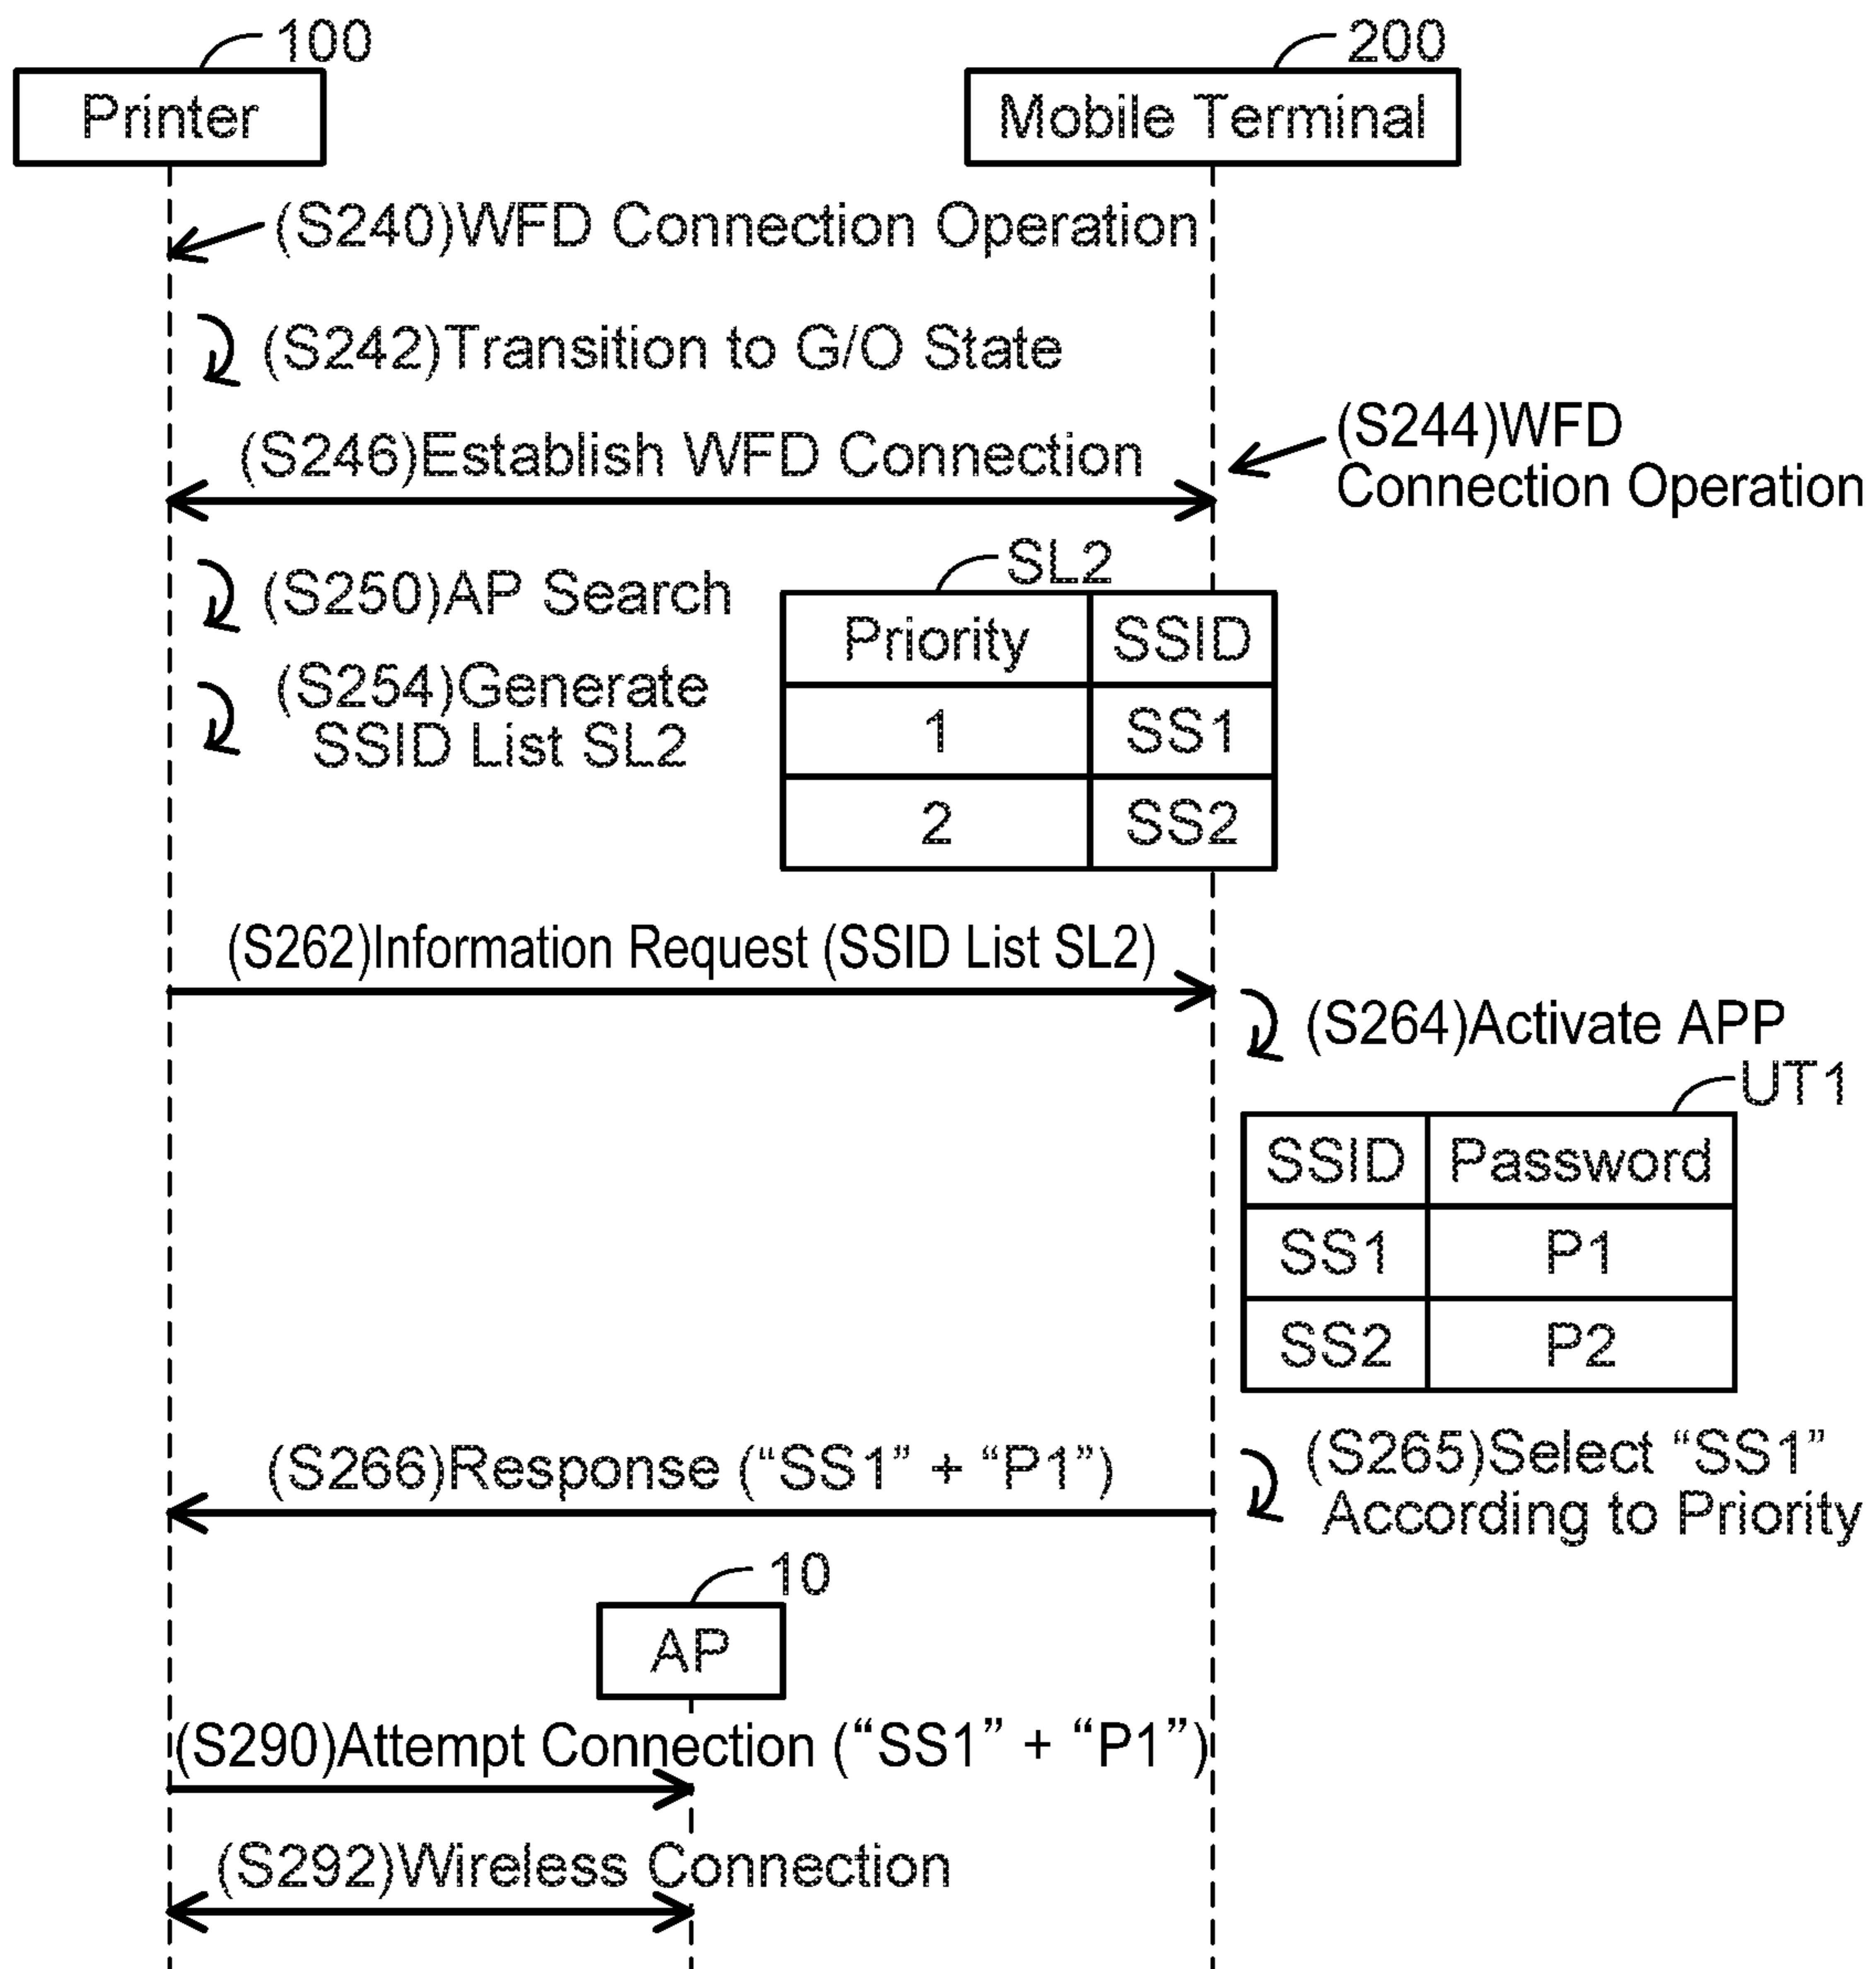 100
200
Printer
Mobile Terminal
(S240)WFD Connection Operation
(S242)Transition to G/O State
(S244)WFD
Connection Operation
(S246)Establish WFD Connection
SL2
(S250)AP Search
Priority SSID
(S254)Generate
SSID List SL2
1 SS1
2 SS2
(S262)Information Request (SSID List SL2)
(S264)Activate APP
UT1
SSID Password
SS1 P1
SS2 P2
(S265)Select “SS1”
According to Priority
(S266)Response (“SS1” + “P1”)
10
AP
(S290)Attempt Connection (“SS1” + “P1”)
(S292)Wireless Connection